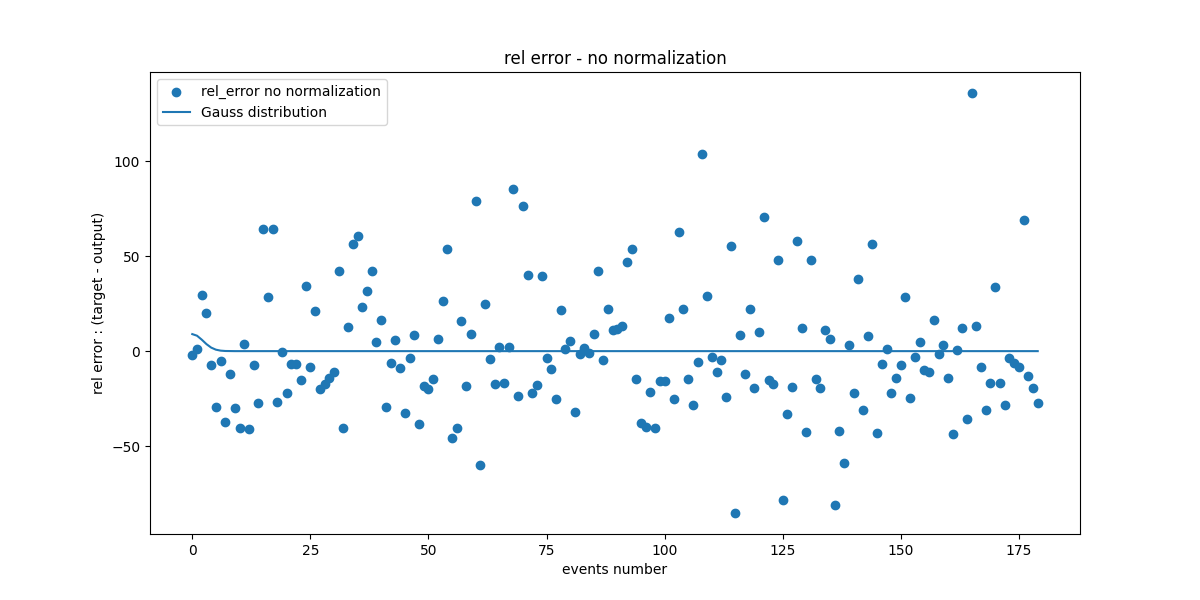 rel error - no normalization
rel_error no normalization
Gauss distribution
rel error : (target - output)
100
50
0
−50
0 25 50 75 100 125 150 175
events number